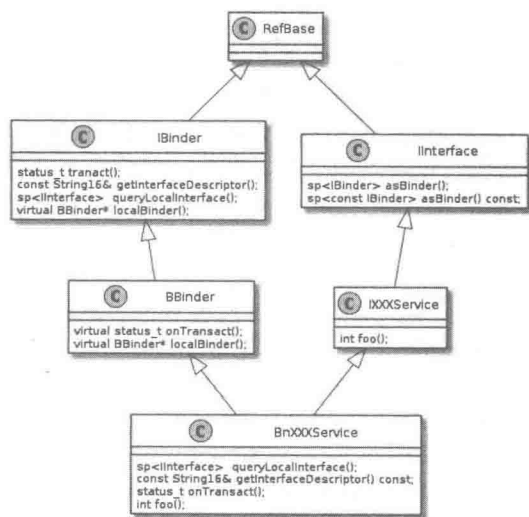 C RefBase
C IBinder
status_t tranact();
const String16& getInterfaceDescriptor();
sp<IInterface> queryLocalInterface();
virtual BBinder* localBinder();
C IInterface
sp<IBinder> asBinder();
sp<const IBinder> asBinder() const;
C BBinder
virtual status_t onTransact();
virtual BBinder* localBinder();
C IXXXService
int foo();
C BnXXXService
sp<IInterface> queryLocalInterface();
const String16& getInterfaceDescriptor() const;
status_t onTransact();
int foo();